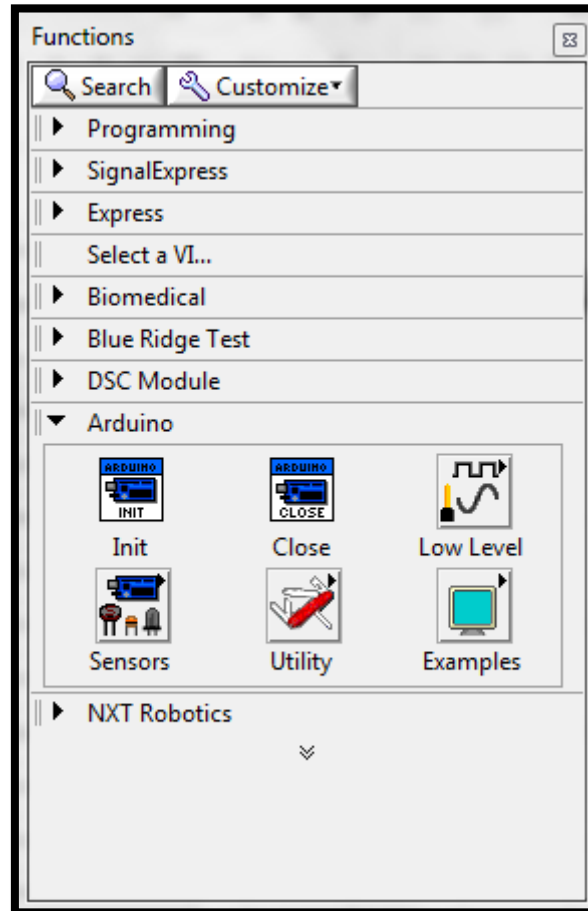 Functions
Search Customize
Programming
SignalExpress
Express
Select a VI...
Biomedical
Blue Ridge Test
DSC Module
Arduino
ARDUINO ARDUINO
INIT CLOSE
Init Close Low Level
Sensors Utility Examples
NXT Robotics